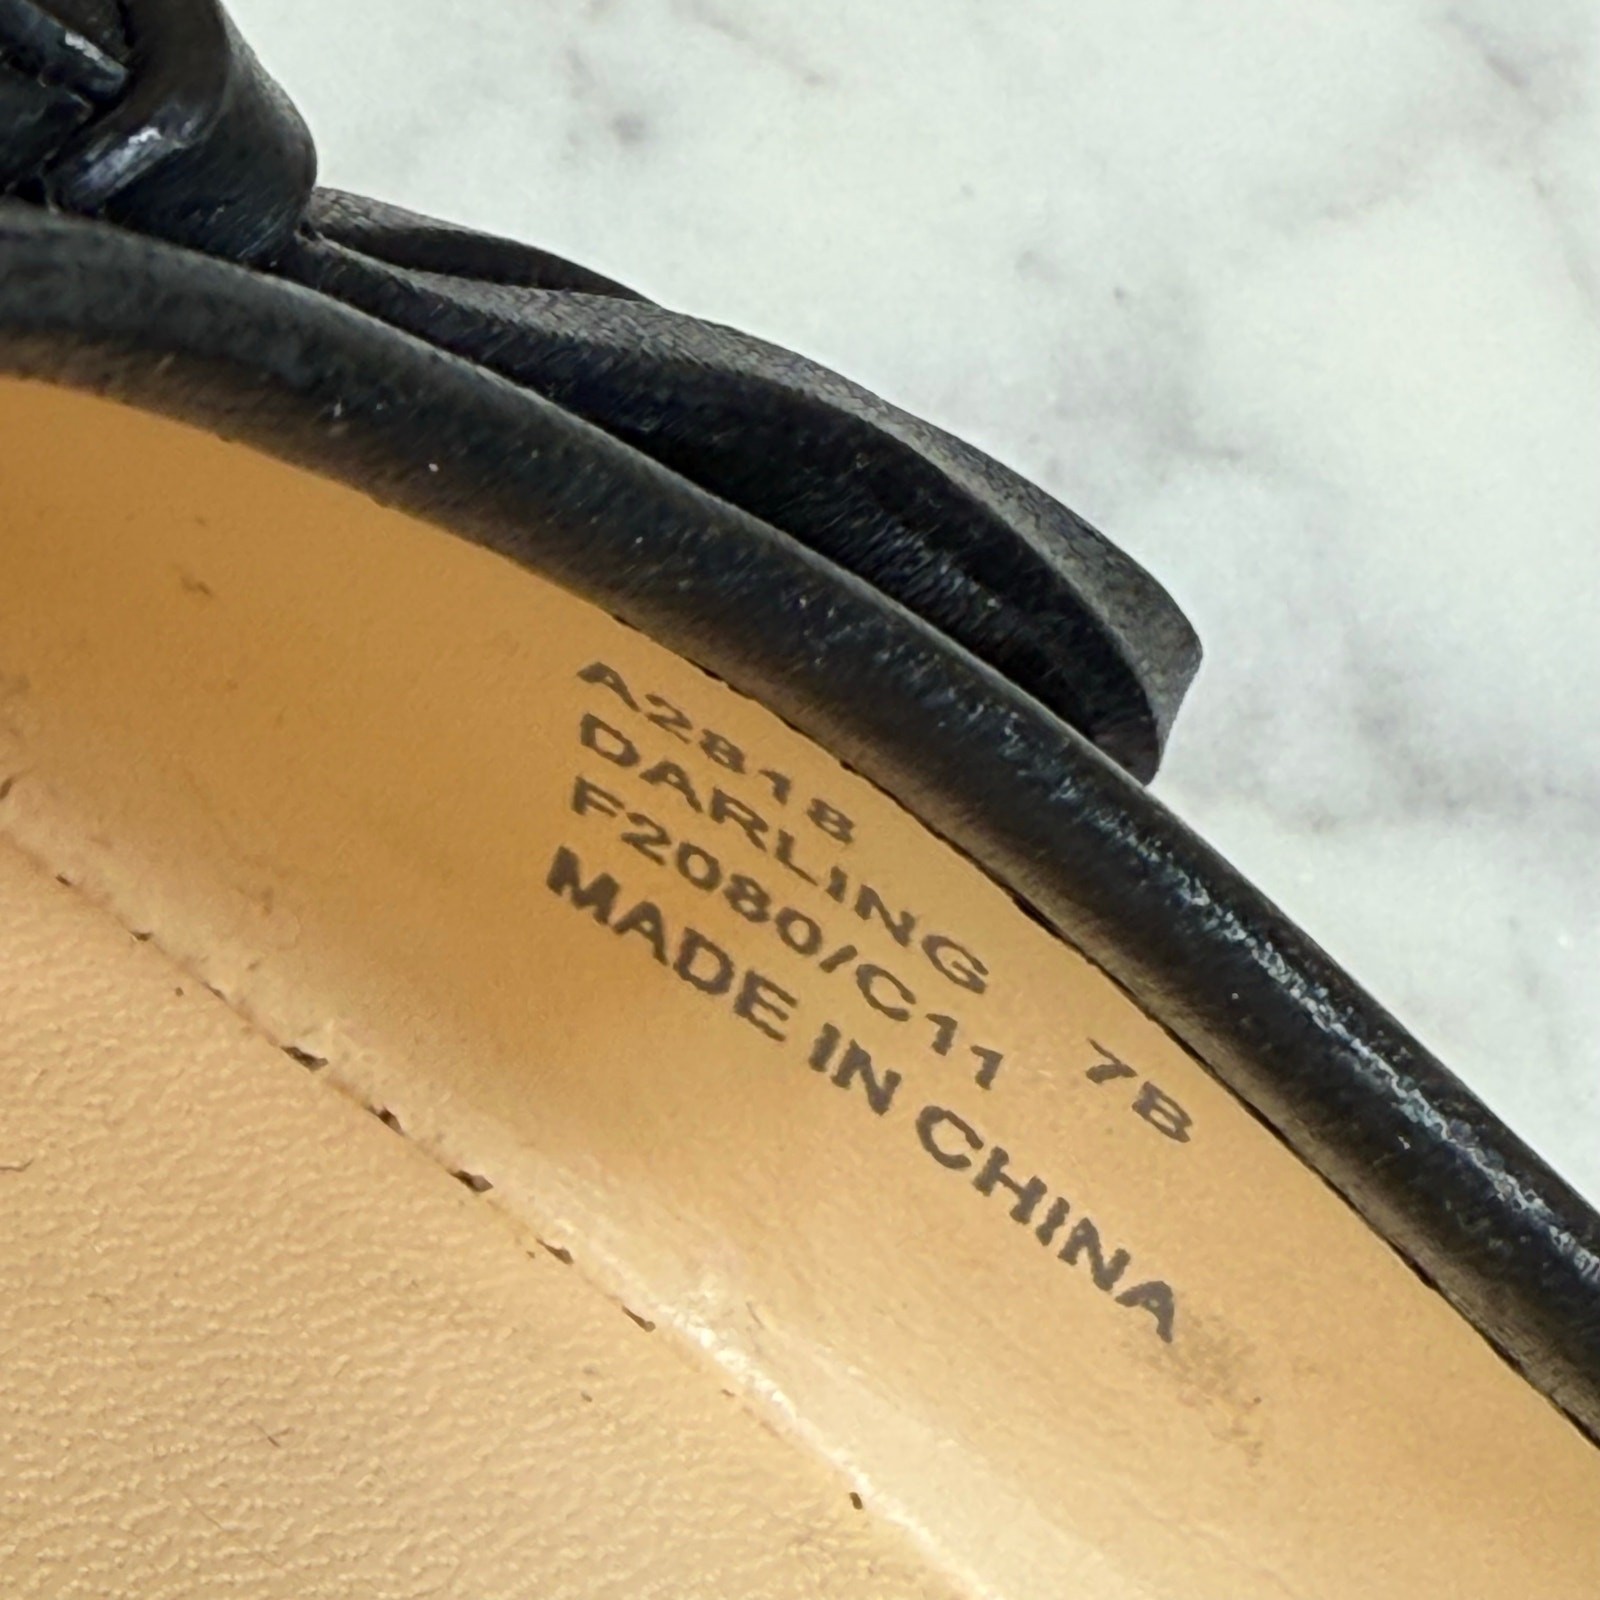 A2818
DARLING
F2080/C11 7B
MADE IN CHINA